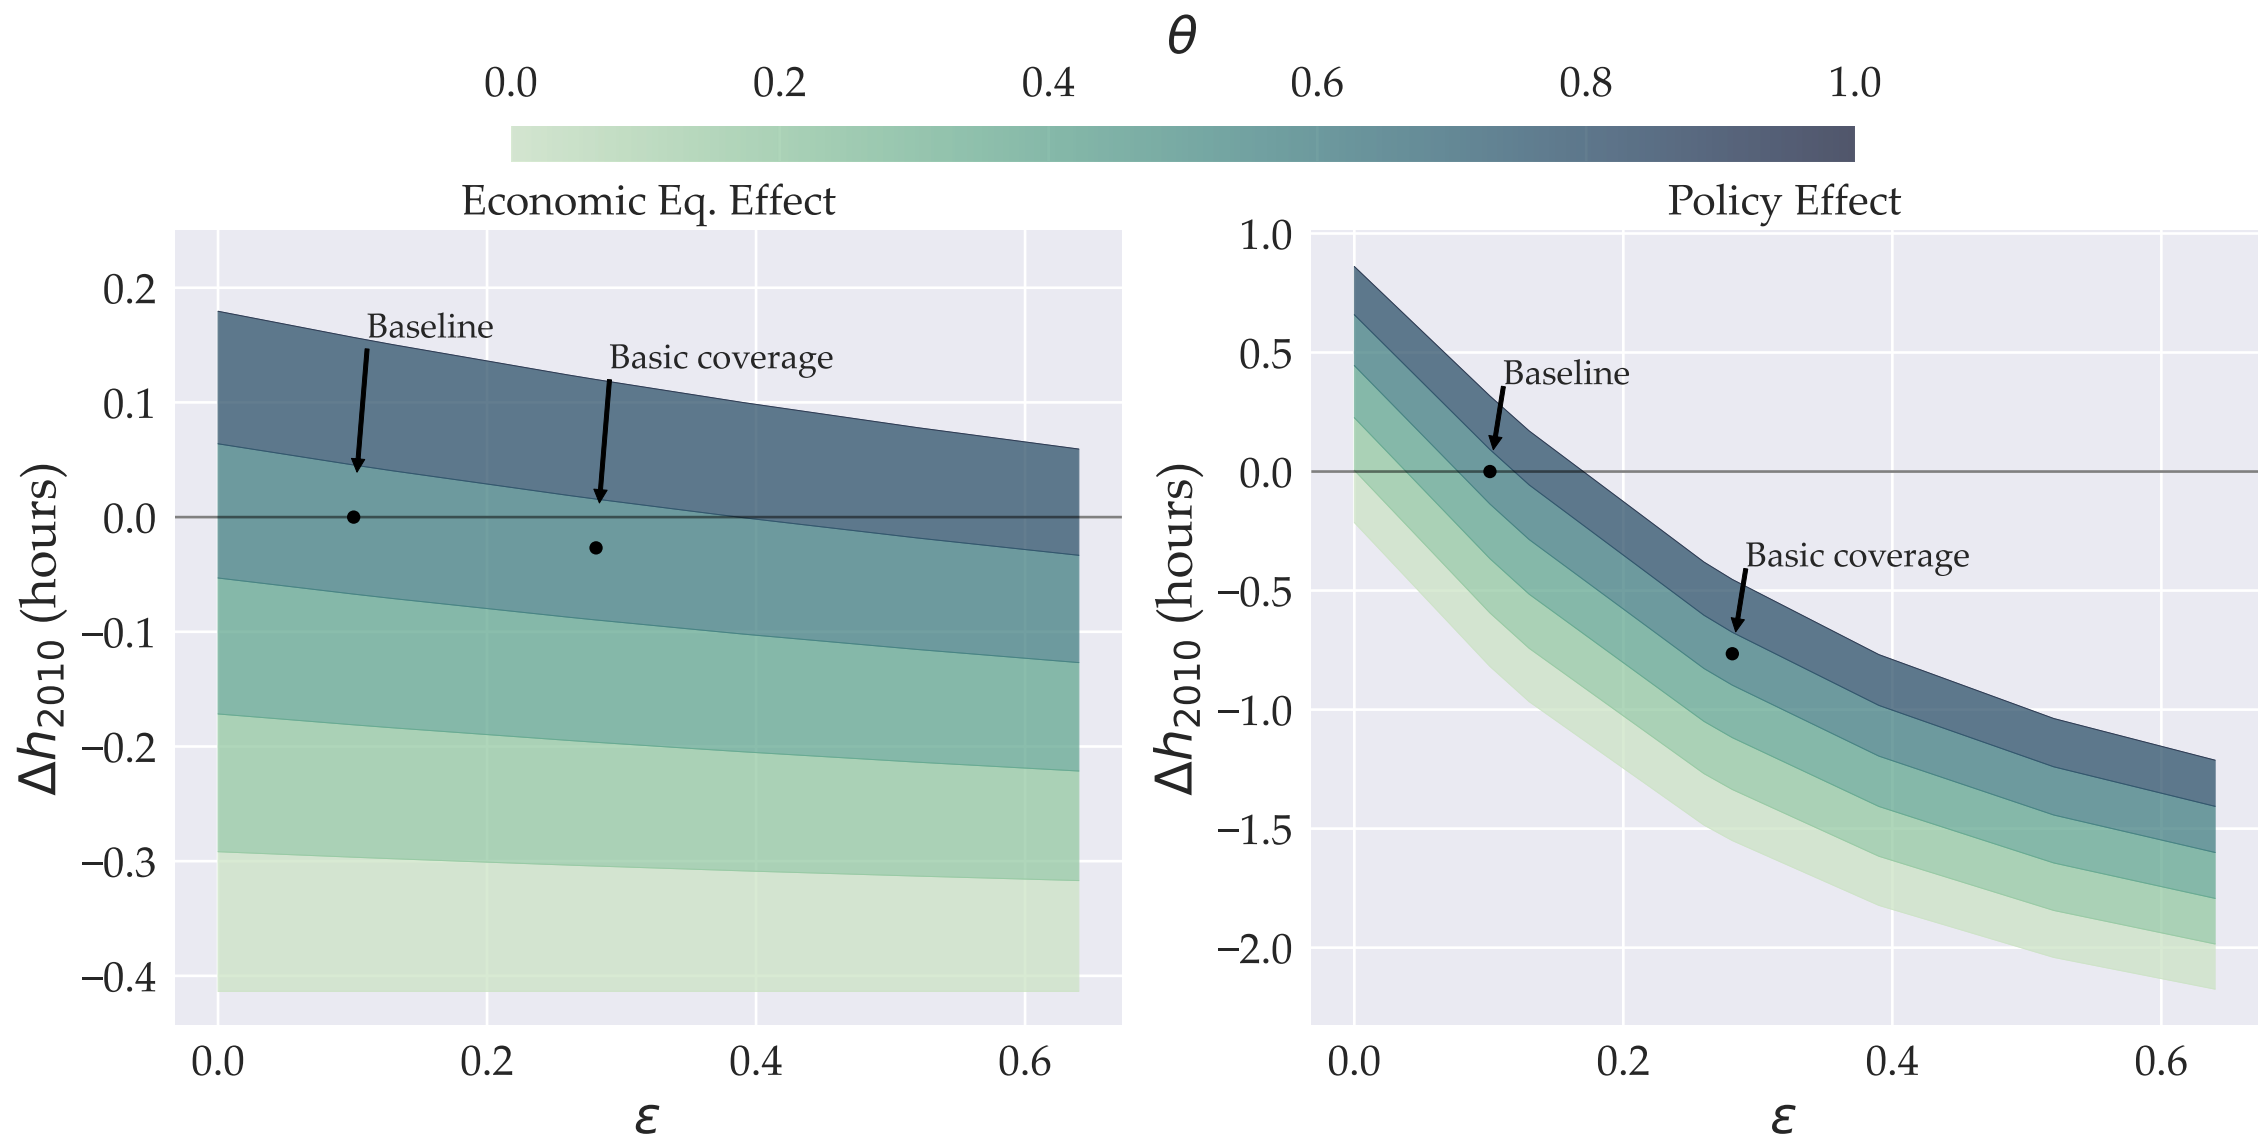 θ
0.0 0.2 0.4 0.6 0.8 1.0
Economic Eq. Effect
Δh2010 (hours)
0.2
0.1
0.0
−0.1
−0.2
−0.3
−0.4
Baseline
Basic coverage
0.0 0.2 0.4 0.6
ε
Policy Effect
Δh2010 (hours)
1.0
0.5
0.0
−0.5
−1.0
−1.5
−2.0
Baseline
Basic coverage
0.0 0.2 0.4 0.6
ε